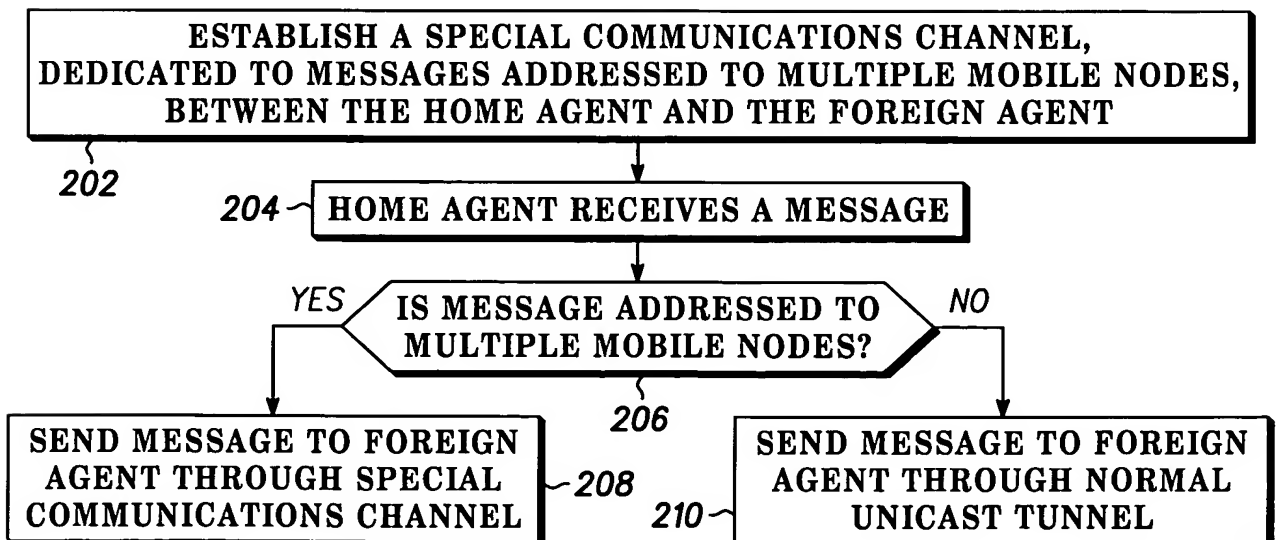 ESTABLISH A SPECIAL COMMUNICATIONS CHANNEL,
DEDICATED TO MESSAGES ADDRESSED TO MULTIPLE MOBILE NODES,
BETWEEN THE HOME AGENT AND THE FOREIGN AGENT
202
204
HOME AGENT RECEIVES A MESSAGE
YES
IS MESSAGE ADDRESSED TO
MULTIPLE MOBILE NODES?
NO
206
SEND MESSAGE TO FOREIGN
AGENT THROUGH SPECIAL
COMMUNICATIONS CHANNEL
208
SEND MESSAGE TO FOREIGN
AGENT THROUGH NORMAL
UNICAST TUNNEL
210